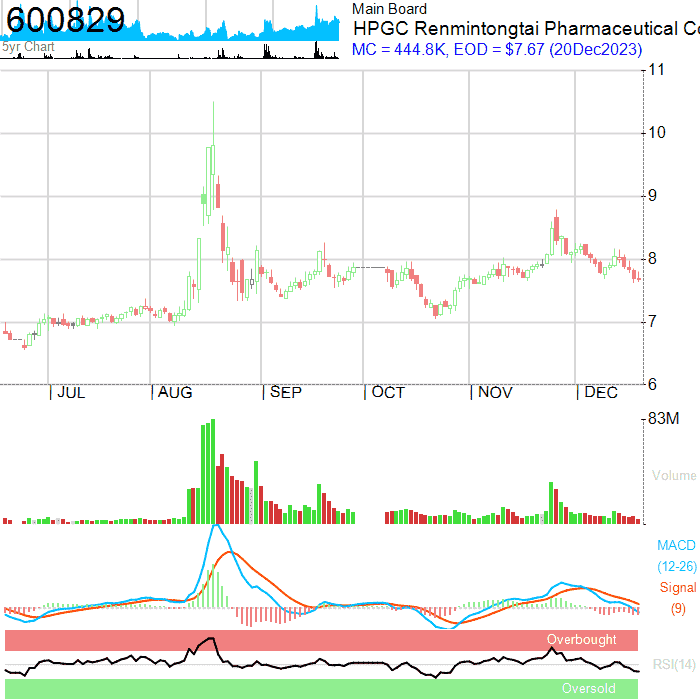 600829
5yr Chart
Main Board
HPGC Renmintongtai Pharmaceutical Co
MC = 444.8K, EOD = $7.67 (20Dec2023)
11
10
9
8
7
6
JUL AUG SEP OCT NOV DEC
83M
Volume
MACD
(12-26)
Signal
(9)
Overbought
RSI(14)
Oversold